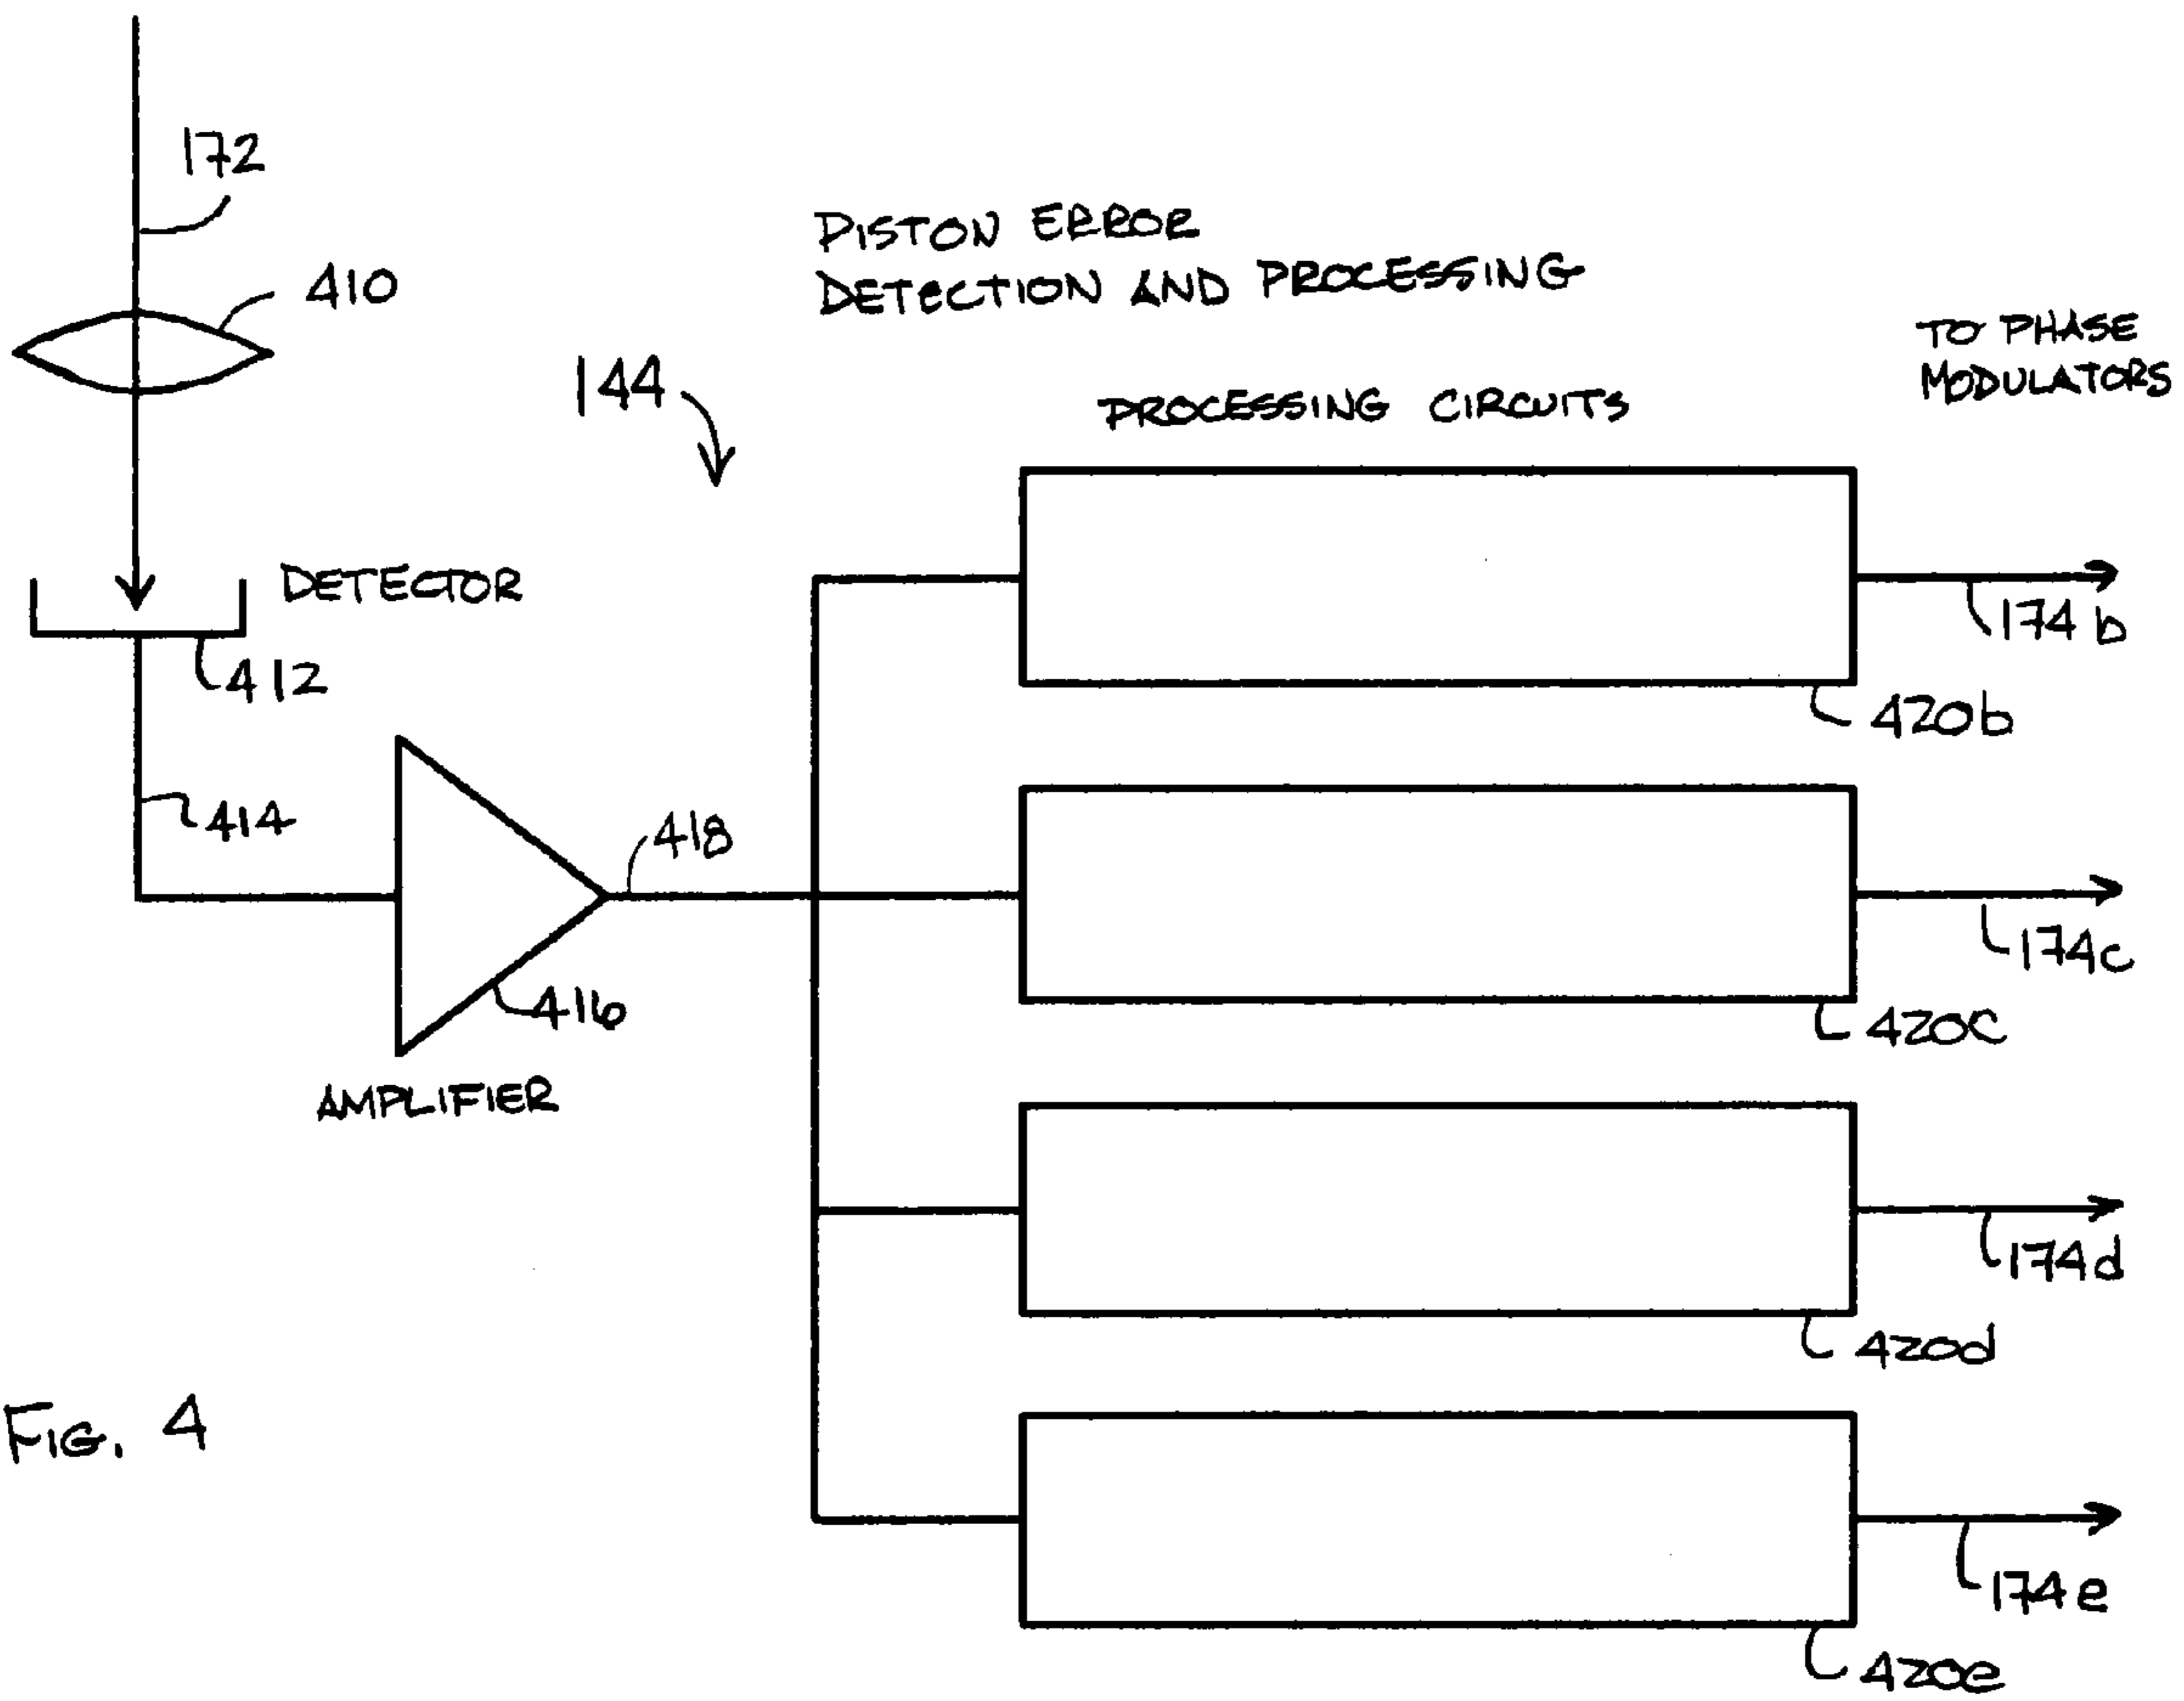 172
410
PISTON ERROR
DETECTION AND PROCESSING
144
TO PHASE
MODULATORS
PROCESSING CIRCUITS
DETECTOR
412
174b
420b
414
418
416
174c
420c
AMPLIFIER
174d
420d
FIG. 4
174e
420e